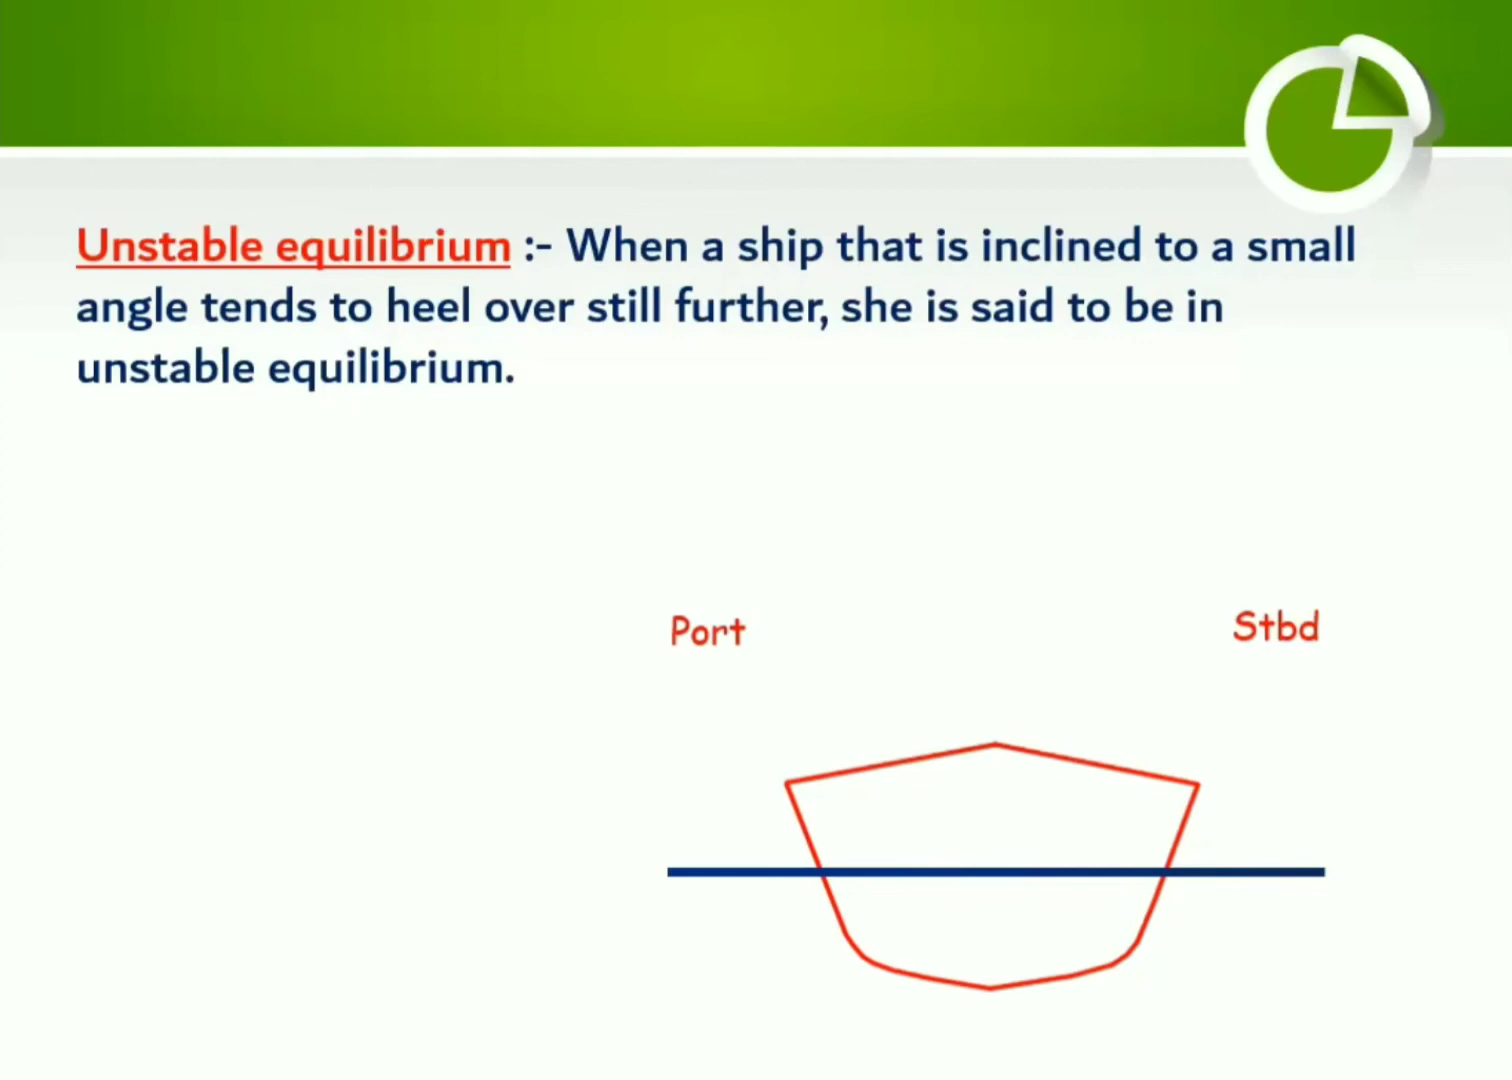 Unstable equilibrium :- When a ship that is inclined to a small
angle tends to heel over still further, she is said to be in
unstable equilibrium.
Port
Stbd